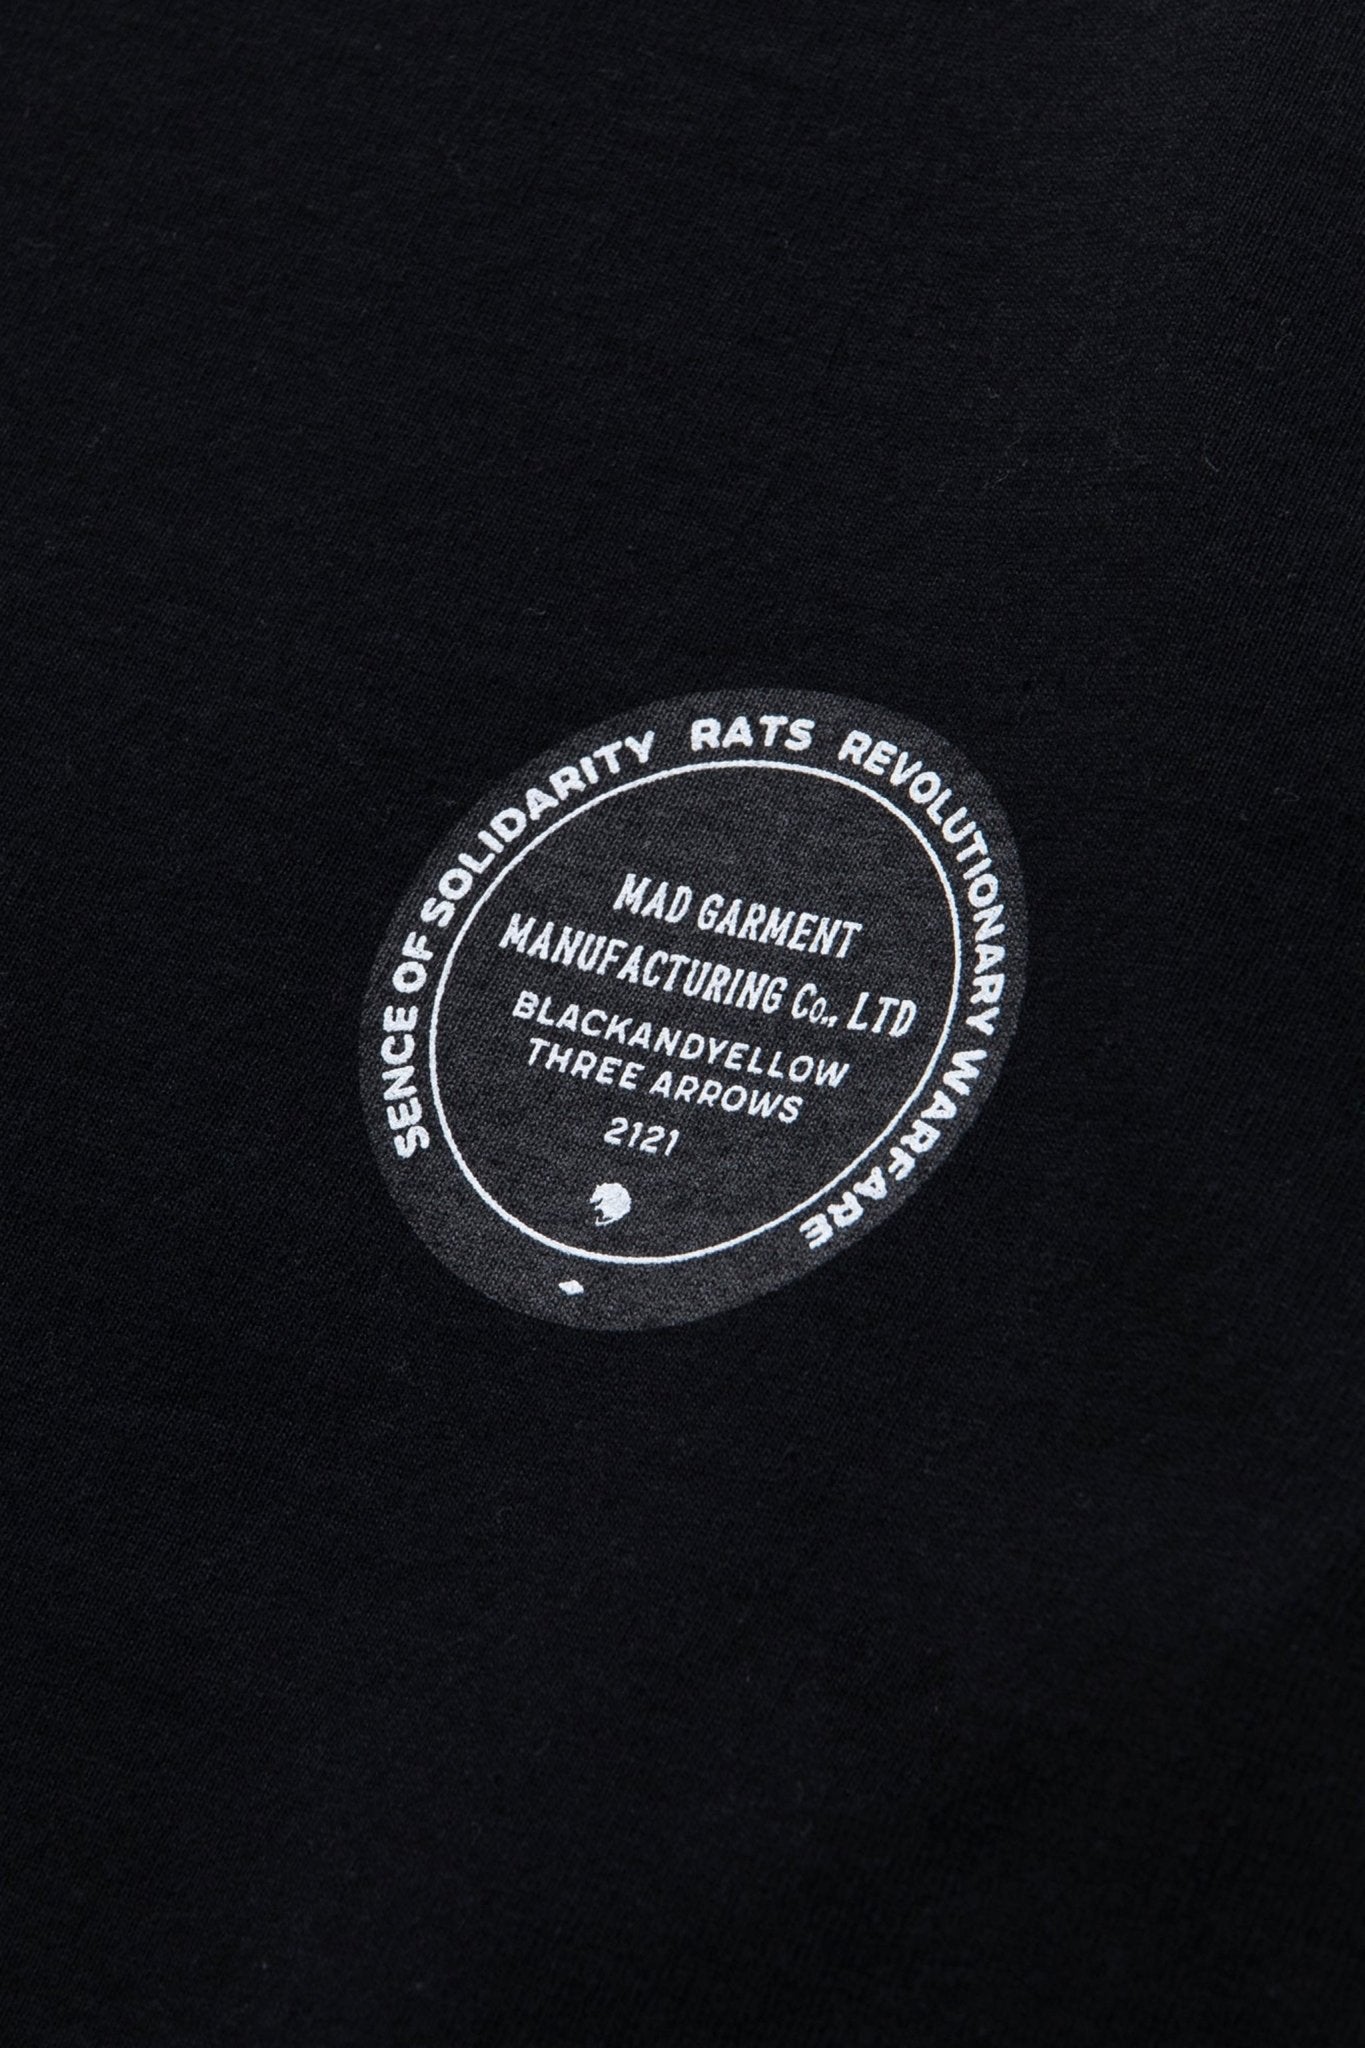 SENCE OF SOLIDARITY RATS REVOLUTIONARY WARFARE
MAD GARMENT
MANUFACTURING Co., LTD
BLACKANDYELLOW
THREE ARROWS
2121